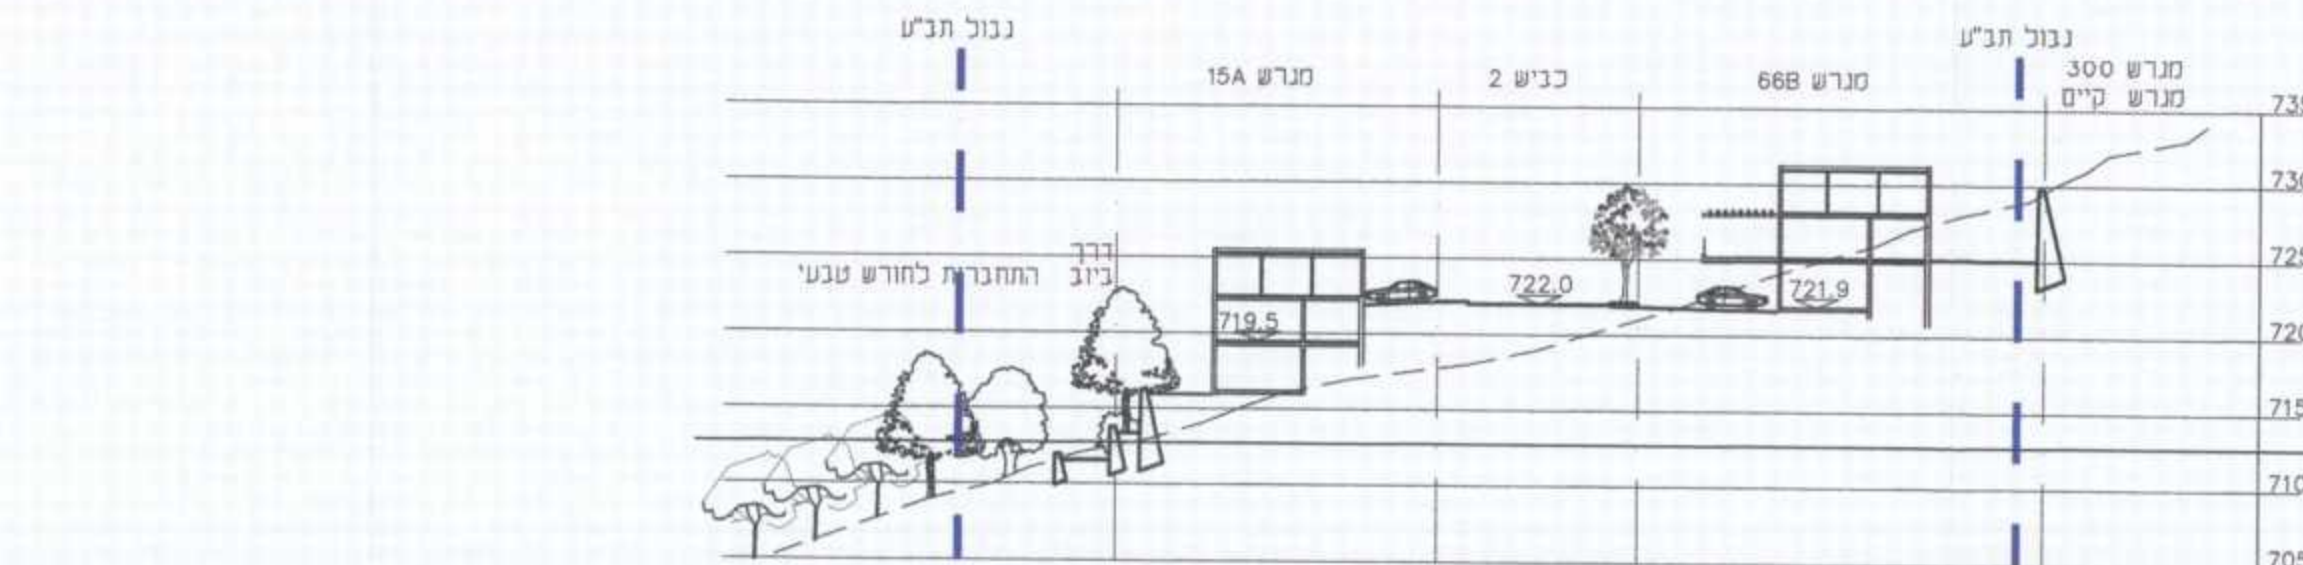 גבול תב"ע
מגרש 300
מגרש קיים
מגרש 66B
כביש 2
מגרש 15A
גבול תב"ע
735
730
725
720
715
710
705
דרך
ביוב
התחברות לחורש טבעי
719.5
722.0
721.9